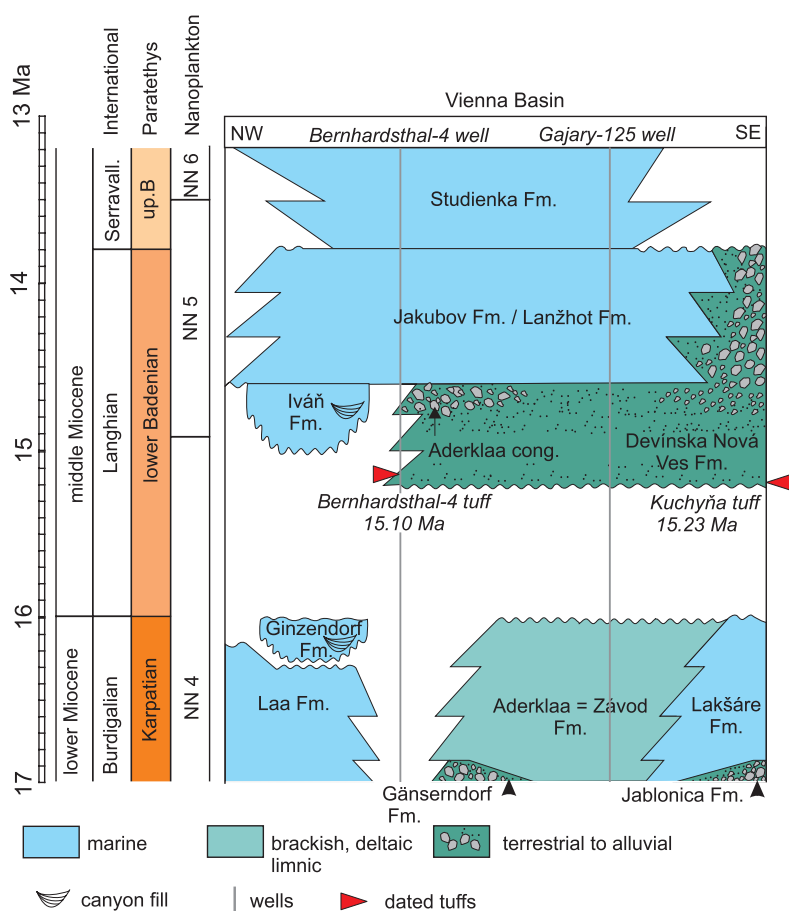 13 Ma
14
15
16
17
International
Paratethys
Nanoplankton
Vienna Basin
NW
Bernhardsthal-4 well
Gajary-125 well
SE
middle Miocene
lower Miocene
Serravall.
Langhian
Burdigalian
up.B
lower Badenian
Karpatian
NN 6
NN 5
NN 4
Studienka Fm.
Jakubov Fm. / Lanžhot Fm.
Iváň
Fm.
Aderklaa cong.
Devínska Nová
Ves Fm.
Bernhardsthal-4 tuff
15.10 Ma
Kuchyňa tuff
15.23 Ma
Ginzendorf
Fm.
Laa Fm.
Aderklaa = Závod
Fm.
Lakšáre
Fm.
Gänserndorf
Fm.
Jablonica Fm.
marine
brackish, deltaic
limnic
terrestrial to alluvial
canyon fill
wells
dated tuffs